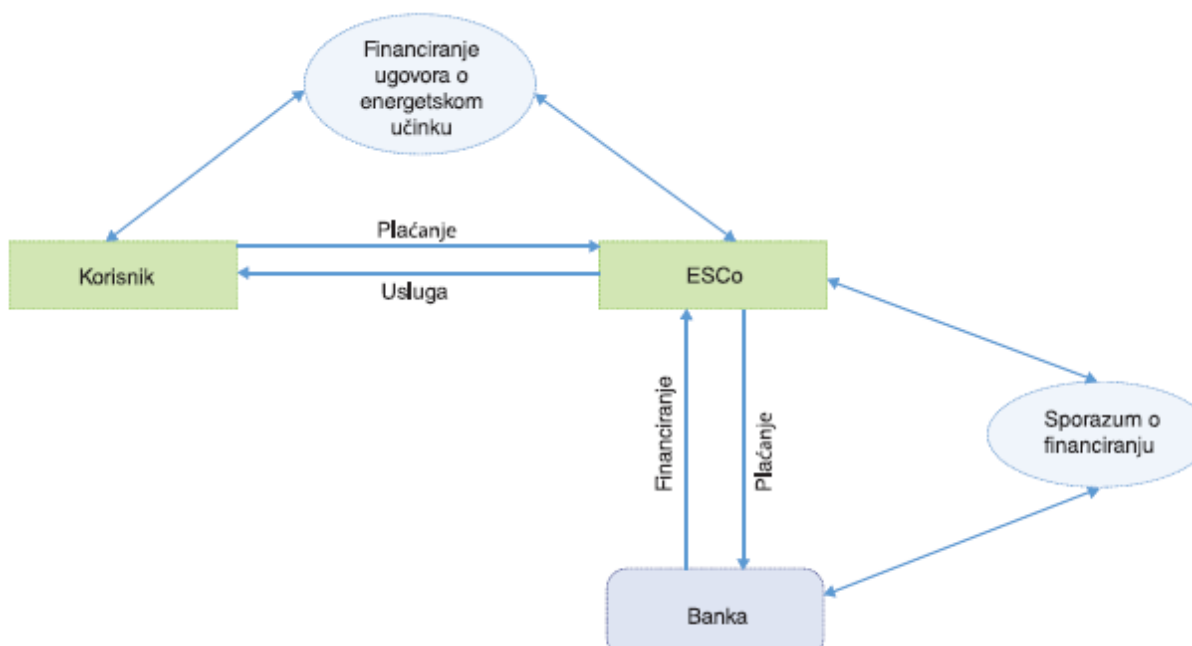 Financiranje
ugovora o
energetskom
učinku
Plaćanje
Korisnik
ESCo
Usluga
Financiranje
Plaćanje
Sporazum o
financiranju
Banka